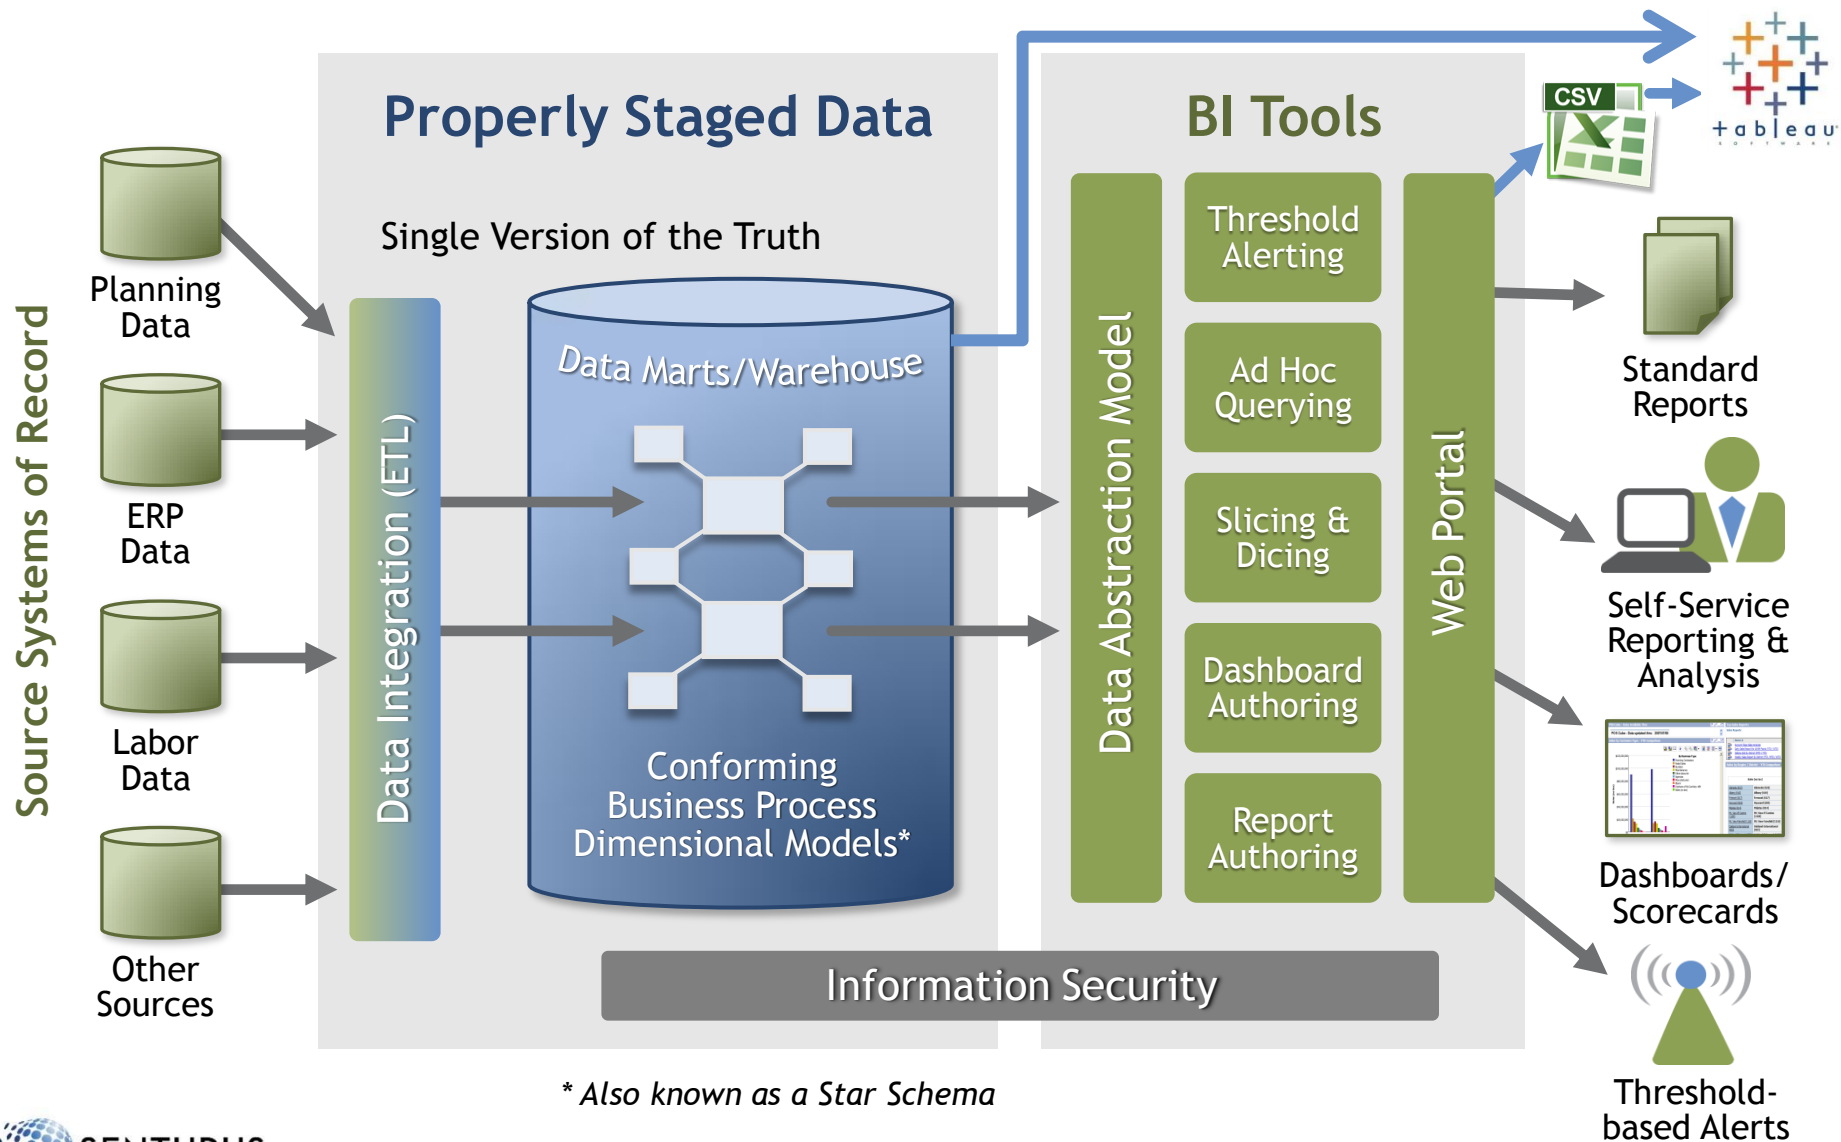 Source Systems of Record
Planning
Data
ERP
Data
Labor
Data
Other
Sources
Properly Staged Data
Single Version of the Truth
Data Integration (ETL)
Data Marts/Warehouse
Conforming
Business Process
Dimensional Models*
BI Tools
Data Abstraction Model
Threshold
Alerting
Ad Hoc
Querying
Slicing &
Dicing
Dashboard
Authoring
Report
Authoring
Web Portal
Information Security
CSV
+ableau
SOFTWARE
Standard
Reports
Self-Service
Reporting &
Analysis
Dashboards/
Scorecards
Threshold-
based Alerts
* Also known as a Star Schema